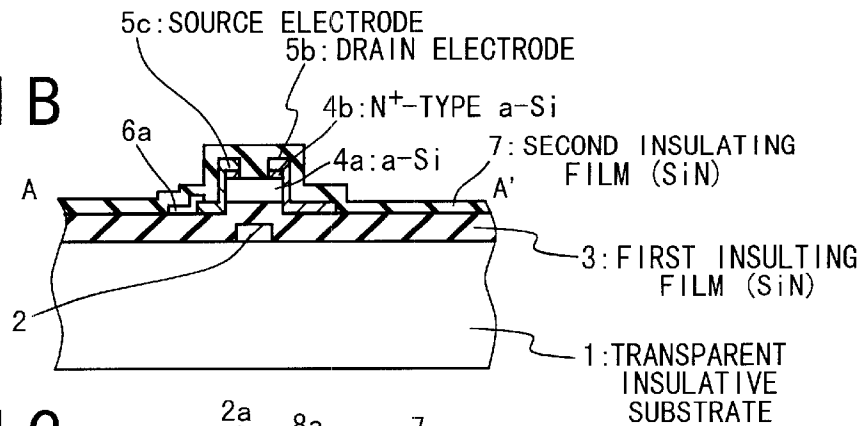 5c:SOURCE ELECTRODE
5b:DRAIN ELECTRODE
B
4b:N+-TYPE a-Si
6a
4a:a-Si
7:SECOND INSULATING
FILM (SiN)
A
A'
3:FIRST INSULTING
FILM (SiN)
2
1:TRANSPARENT
INSULATIVE
SUBSTRATE
2a
8a
7